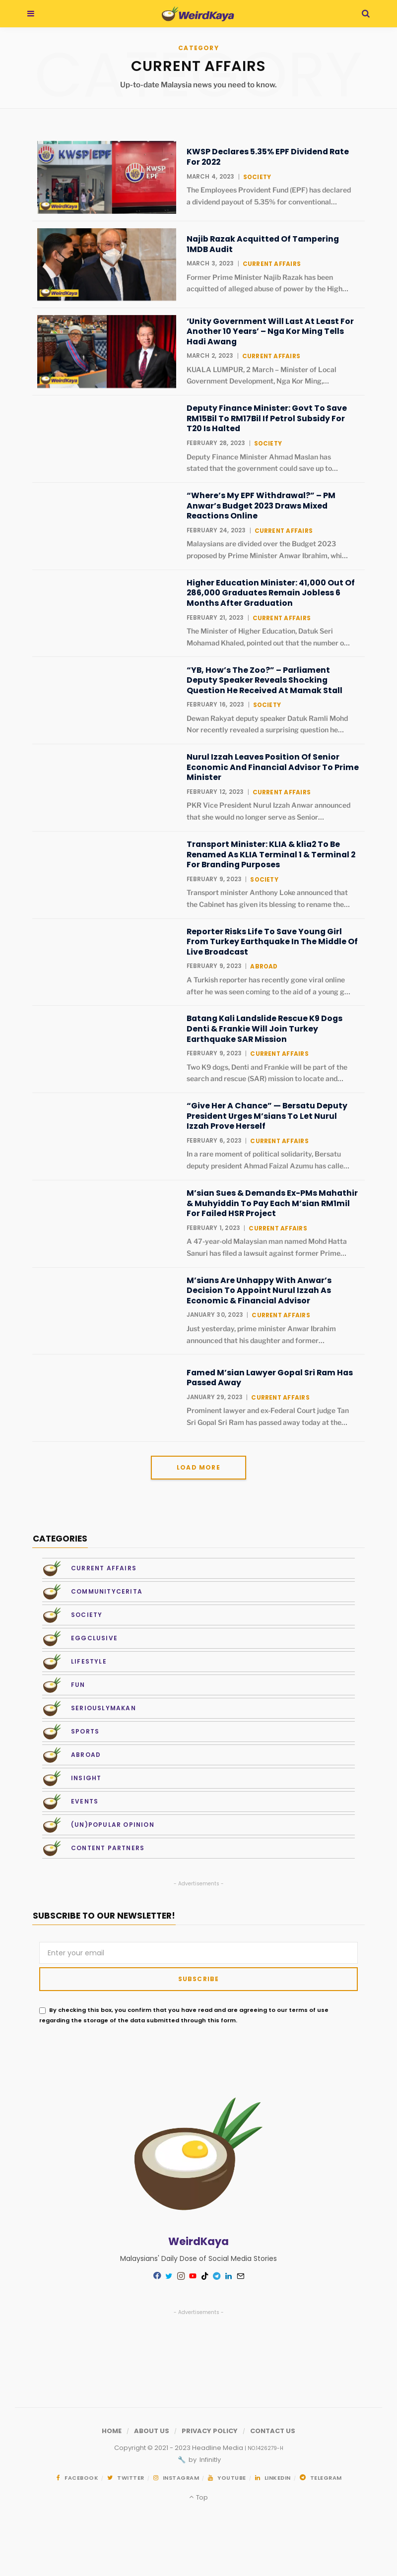 WeirdKaya
CATEGORY
CATEGORY
CURRENT AFFAIRS
Up-to-date Malaysia news you need to know.
KWSP EPF
KWSP
EPF
WeirdKaya
KWSP Declares 5.35% EPF Dividend Rate
For 2022
MARCH 4, 2023 | SOCIETY
The Employees Provident Fund (EPF) has declared
a dividend payout of 5.35% for conventional…
WeirdKaya
Najib Razak Acquitted Of Tampering
1MDB Audit
MARCH 3, 2023 | CURRENT AFFAIRS
Former Prime Minister Najib Razak has been
acquitted of alleged abuse of power by the High…
WeirdKaya
‘Unity Government Will Last At Least For
Another 10 Years’ – Nga Kor Ming Tells
Hadi Awang
MARCH 2, 2023 | CURRENT AFFAIRS
KUALA LUMPUR, 2 March – Minister of Local
Government Development, Nga Kor Ming,…
Deputy Finance Minister: Govt To Save
RM15Bil To RM17Bil If Petrol Subsidy For
T20 Is Halted
FEBRUARY 28, 2023 | SOCIETY
Deputy Finance Minister Ahmad Maslan has
stated that the government could save up to…
“Where’s My EPF Withdrawal?” – PM
Anwar’s Budget 2023 Draws Mixed
Reactions Online
FEBRUARY 24, 2023 | CURRENT AFFAIRS
Malaysians are divided over the Budget 2023
proposed by Prime Minister Anwar Ibrahim, whi…
Higher Education Minister: 41,000 Out Of
286,000 Graduates Remain Jobless 6
Months After Graduation
FEBRUARY 21, 2023 | CURRENT AFFAIRS
The Minister of Higher Education, Datuk Seri
Mohamad Khaled, pointed out that the number o…
“YB, How’s The Zoo?” – Parliament
Deputy Speaker Reveals Shocking
Question He Received At Mamak Stall
FEBRUARY 16, 2023 | SOCIETY
Dewan Rakyat deputy speaker Datuk Ramli Mohd
Nor recently revealed a surprising question he…
Nurul Izzah Leaves Position Of Senior
Economic And Financial Advisor To Prime
Minister
FEBRUARY 12, 2023 | CURRENT AFFAIRS
PKR Vice President Nurul Izzah Anwar announced
that she would no longer serve as Senior…
Transport Minister: KLIA & klia2 To Be
Renamed As KLIA Terminal 1 & Terminal 2
For Branding Purposes
FEBRUARY 9, 2023 | SOCIETY
Transport minister Anthony Loke announced that
the Cabinet has given its blessing to rename the…
Reporter Risks Life To Save Young Girl
From Turkey Earthquake In The Middle Of
Live Broadcast
FEBRUARY 9, 2023 | ABROAD
A Turkish reporter has recently gone viral online
after he was seen coming to the aid of a young g…
Batang Kali Landslide Rescue K9 Dogs
Denti & Frankie Will Join Turkey
Earthquake SAR Mission
FEBRUARY 9, 2023 | CURRENT AFFAIRS
Two K9 dogs, Denti and Frankie will be part of the
search and rescue (SAR) mission to locate and…
“Give Her A Chance” — Bersatu Deputy
President Urges M’sians To Let Nurul
Izzah Prove Herself
FEBRUARY 6, 2023 | CURRENT AFFAIRS
In a rare moment of political solidarity, Bersatu
deputy president Ahmad Faizal Azumu has calle…
M’sian Sues & Demands Ex-PMs Mahathir
& Muhyiddin To Pay Each M’sian RM1mil
For Failed HSR Project
FEBRUARY 1, 2023 | CURRENT AFFAIRS
A 47-year-old Malaysian man named Mohd Hatta
Sanuri has filed a lawsuit against former Prime…
M’sians Are Unhappy With Anwar’s
Decision To Appoint Nurul Izzah As
Economic & Financial Advisor
JANUARY 30, 2023 | CURRENT AFFAIRS
Just yesterday, prime minister Anwar Ibrahim
announced that his daughter and former…
Famed M’sian Lawyer Gopal Sri Ram Has
Passed Away
JANUARY 29, 2023 | CURRENT AFFAIRS
Prominent lawyer and ex-Federal Court judge Tan
Sri Gopal Sri Ram has passed away today at the…
LOAD MORE
CATEGORIES
CURRENT AFFAIRS
COMMUNITYCERITA
SOCIETY
EGGCLUSIVE
LIFESTYLE
FUN
SERIOUSLYMAKAN
SPORTS
ABROAD
INSIGHT
EVENTS
(UN)POPULAR OPINION
CONTENT PARTNERS
- Advertisements -
SUBSCRIBE TO OUR NEWSLETTER!
Enter your email
SUBSCRIBE
By checking this box, you confirm that you have read and are agreeing to our terms of use
regarding the storage of the data submitted through this form.
WeirdKaya
Malaysians' Daily Dose of Social Media Stories
- Advertisements -
HOME / ABOUT US / PRIVACY POLICY / CONTACT US
Copyright © 2021 - 2023 Headline Media | NO.1426279-H
by Infinitly
FACEBOOK / TWITTER / INSTAGRAM / YOUTUBE / LINKEDIN / TELEGRAM
Top